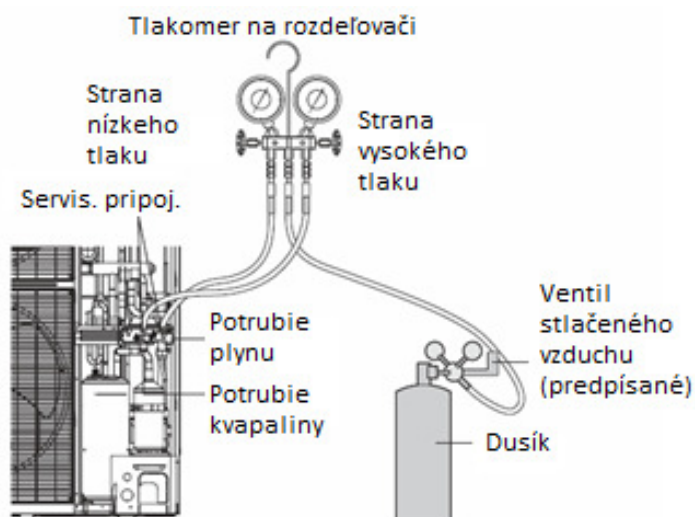 Tlakomer na rozdeľovači
Strana
nízkeho
tlaku
Strana
vysokého
tlaku
Servis. pripoj.
Potrubie
plynu
Potrubie
kvapaliny
Ventil
stlačeného
vzduchu
(predpísané)
Dusík